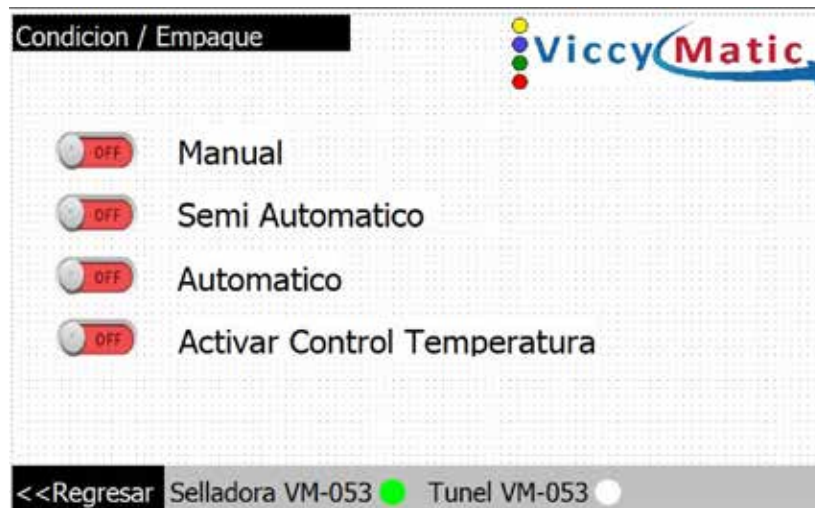 Condicion / Empaque
ViccyMatic
OFF Manual
OFF Semi Automatico
OFF Automatico
OFF Activar Control Temperatura
<<Regresar Selladora VM-053 Tunel VM-053